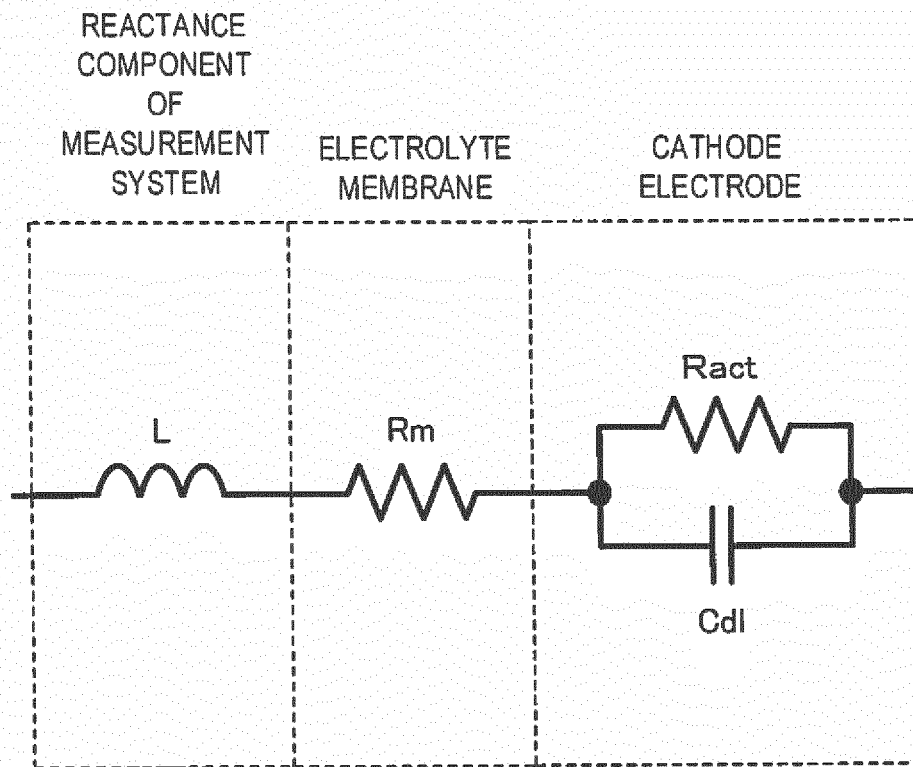 REACTANCE
COMPONENT
OF
MEASUREMENT
SYSTEM
ELECTROLYTE
MEMBRANE
CATHODE
ELECTRODE
L
Rm
Ract
Cdl